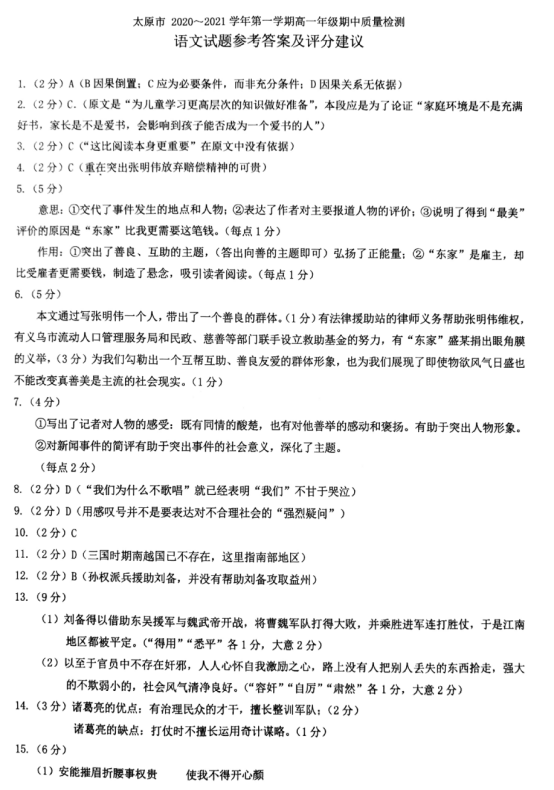 太原市 2020～2021 学年第一学期高一年级期中质量检测
语文试题参考答案及评分建议
1.（2分）A（B因果倒置；C应为必要条件，而非充分条件；D因果关系无依据）
2.（2分）C.（原文是“为儿童学习更高层次的知识做好准备”，本段应是为了论证“家庭环境是不是充满
好书，家长是不是爱书，会影响到孩子能否成为一个爱书的人”）
3.（2分）C（“这比阅读本身更重要”在原文中没有依据）
4.（2分）C（重在突出张明伟放弃赔偿精神的可贵）
5.（5分）
意思：①交代了事件发生的地点和人物；②表达了作者对主要报道人物的评价；③说明了得到“最美”
评价的原因是“东家”比我更需要这笔钱。（每点1分）
作用：①突出了善良、互助的主题，（答出向善的主题即可）弘扬了正能量；②“东家”是雇主，却
比受雇者更需要钱，制造了悬念，吸引读者阅读。（每点1分）
6.（5分）
本文通过写张明伟一个人，带出了一个善良的群体。（1分）有法律援助站的律师义务帮助张明伟维权，
有义乌市流动人口管理服务局和民政、慈善等部门联手设立救助基金的努力，有“东家”盛某捐出眼角膜
的义举，（3分）为我们勾勒出一个互帮互助、善良友爱的群体形象，也为我们展现了即使物欲风气日盛也
不能改变真善美是主流的社会现实。（1分）
7.（4分）
①写出了记者对人物的感受：既有同情的酸楚，也有对他善举的感动和褒扬。有助于突出人物形象。
②对新闻事件的简评有助于突出事件的社会意义，深化了主题。
（每点2分）
8.（2分）D（“我们为什么不歌唱”就已经表明“我们”不甘于哭泣）
9.（2分）D（用感叹号并不是要表达对不合理社会的“强烈疑问”）
10.（2分）C
11.（2分）D（三国时期南越国已不存在，这里指南部地区）
12.（2分）B（孙权派兵援助刘备，并没有帮助刘备攻取益州）
13.（9分）
（1）刘备得以借助东吴援军与魏武帝开战，将曹魏军队打得大败，并乘胜进军连打胜仗，于是江南
地区都被平定。（“得用”“悉平”各1分，大意2分）
（2）以至于官员中不存在奸邪，人人心怀自我激励之心，路上没有人把别人丢失的东西拾走，强大
的不欺弱小的，社会风气清净良好。（“容奸”“自厉”“肃然”各1分，大意2分）
14.（3分）诸葛亮的优点：有治理民众的才干，擅长整训军队；（2分）
诸葛亮的缺点：打仗时不擅长运用奇计谋略。（1分）
15.（6分）
（1）安能摧眉折腰事权贵 使我不得开心颜